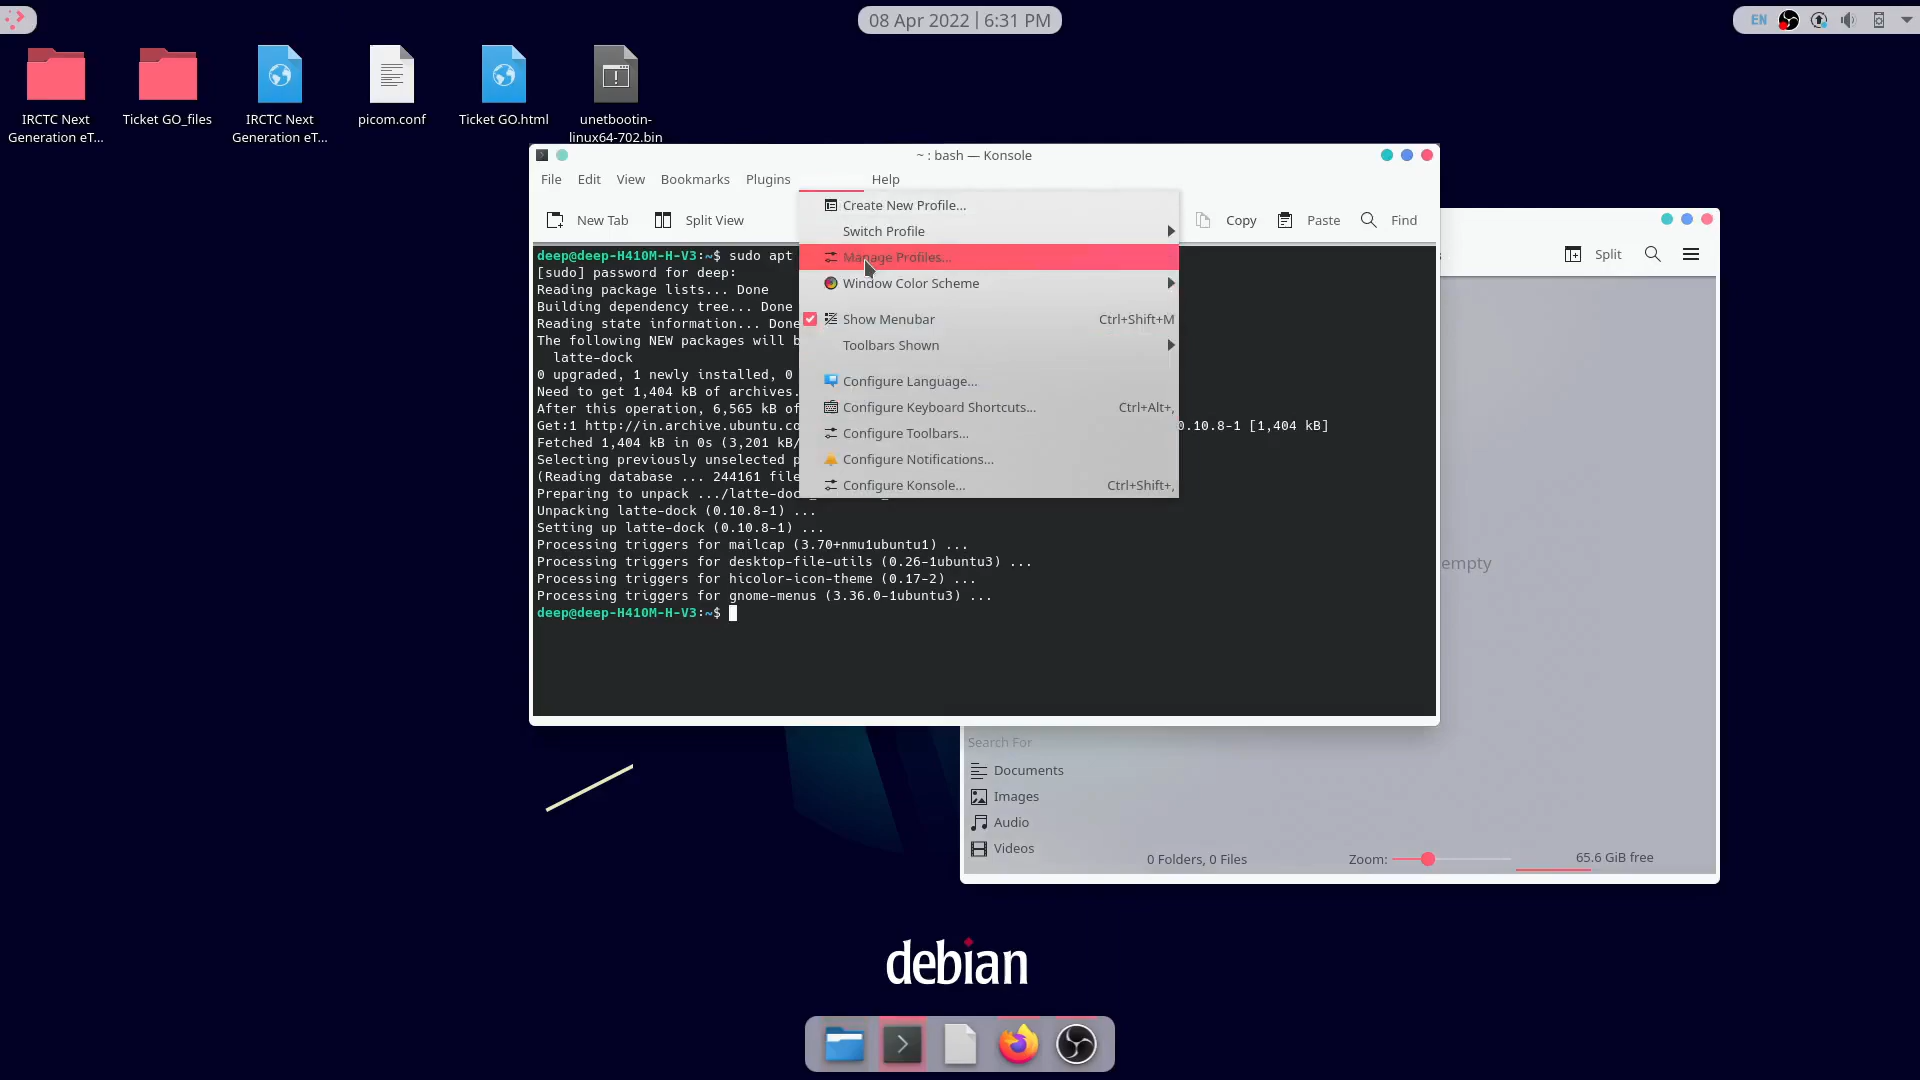 08 Apr 2022 | 6:31 PM
EN
IRCTC Next
Generation eT...
Ticket GO_files
IRCTC Next
Generation eT...
picom.conf
Ticket GO.html
unetbootin-
linux64-702.bin
~ : bash — Konsole
File
Edit
View
Bookmarks
Plugins
Help
New Tab
Split View
Copy
Paste
Find
Create New Profile...
Switch Profile
Manage Profiles...
Window Color Scheme
Show Menubar
Ctrl+Shift+M
Toolbars Shown
Configure Language...
Configure Keyboard Shortcuts...
Ctrl+Alt+,
Configure Toolbars...
Configure Notifications...
Configure Konsole...
Ctrl+Shift+,
deep@deep-H410M-H-V3:~$ sudo apt
[sudo] password for deep:
Reading package lists... Done
Building dependency tree... Done
Reading state information... Done
The following NEW packages will b
latte-dock
0 upgraded, 1 newly installed, 0
Need to get 1,404 kB of archives.
After this operation, 6,565 kB of
Get:1 http://in.archive.ubuntu.co
0.10.8-1 [1,404 kB]
Fetched 1,404 kB in 0s (3,201 kB/
Selecting previously unselected p
(Reading database ... 244161 file
Preparing to unpack .../latte-doc
Unpacking latte-dock (0.10.8-1) ...
Setting up latte-dock (0.10.8-1) ...
Processing triggers for mailcap (3.70+nmu1ubuntu1) ...
Processing triggers for desktop-file-utils (0.26-1ubuntu3) ...
Processing triggers for hicolor-icon-theme (0.17-2) ...
Processing triggers for gnome-menus (3.36.0-1ubuntu3) ...
deep@deep-H410M-H-V3:~$
Split
empty
Search For
Documents
Images
Audio
Videos
0 Folders, 0 Files
Zoom:
65.6 GiB free
debian